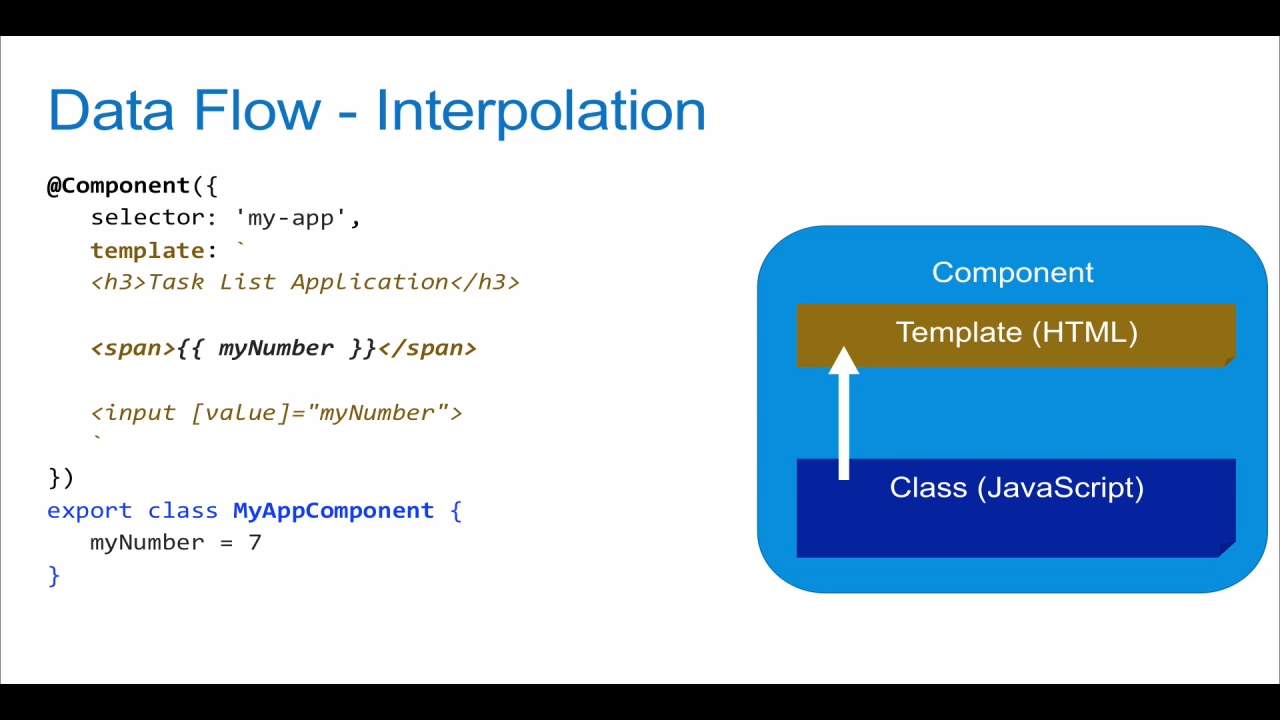 Data Flow - Interpolation
@Component({
selector: 'my-app',
template: `
<h3>Task List Application</h3>
<span>{{ myNumber }}</span>
<input [value]="myNumber">
`
})
export class MyAppComponent {
myNumber = 7
}
Component
Template (HTML)
Class (JavaScript)